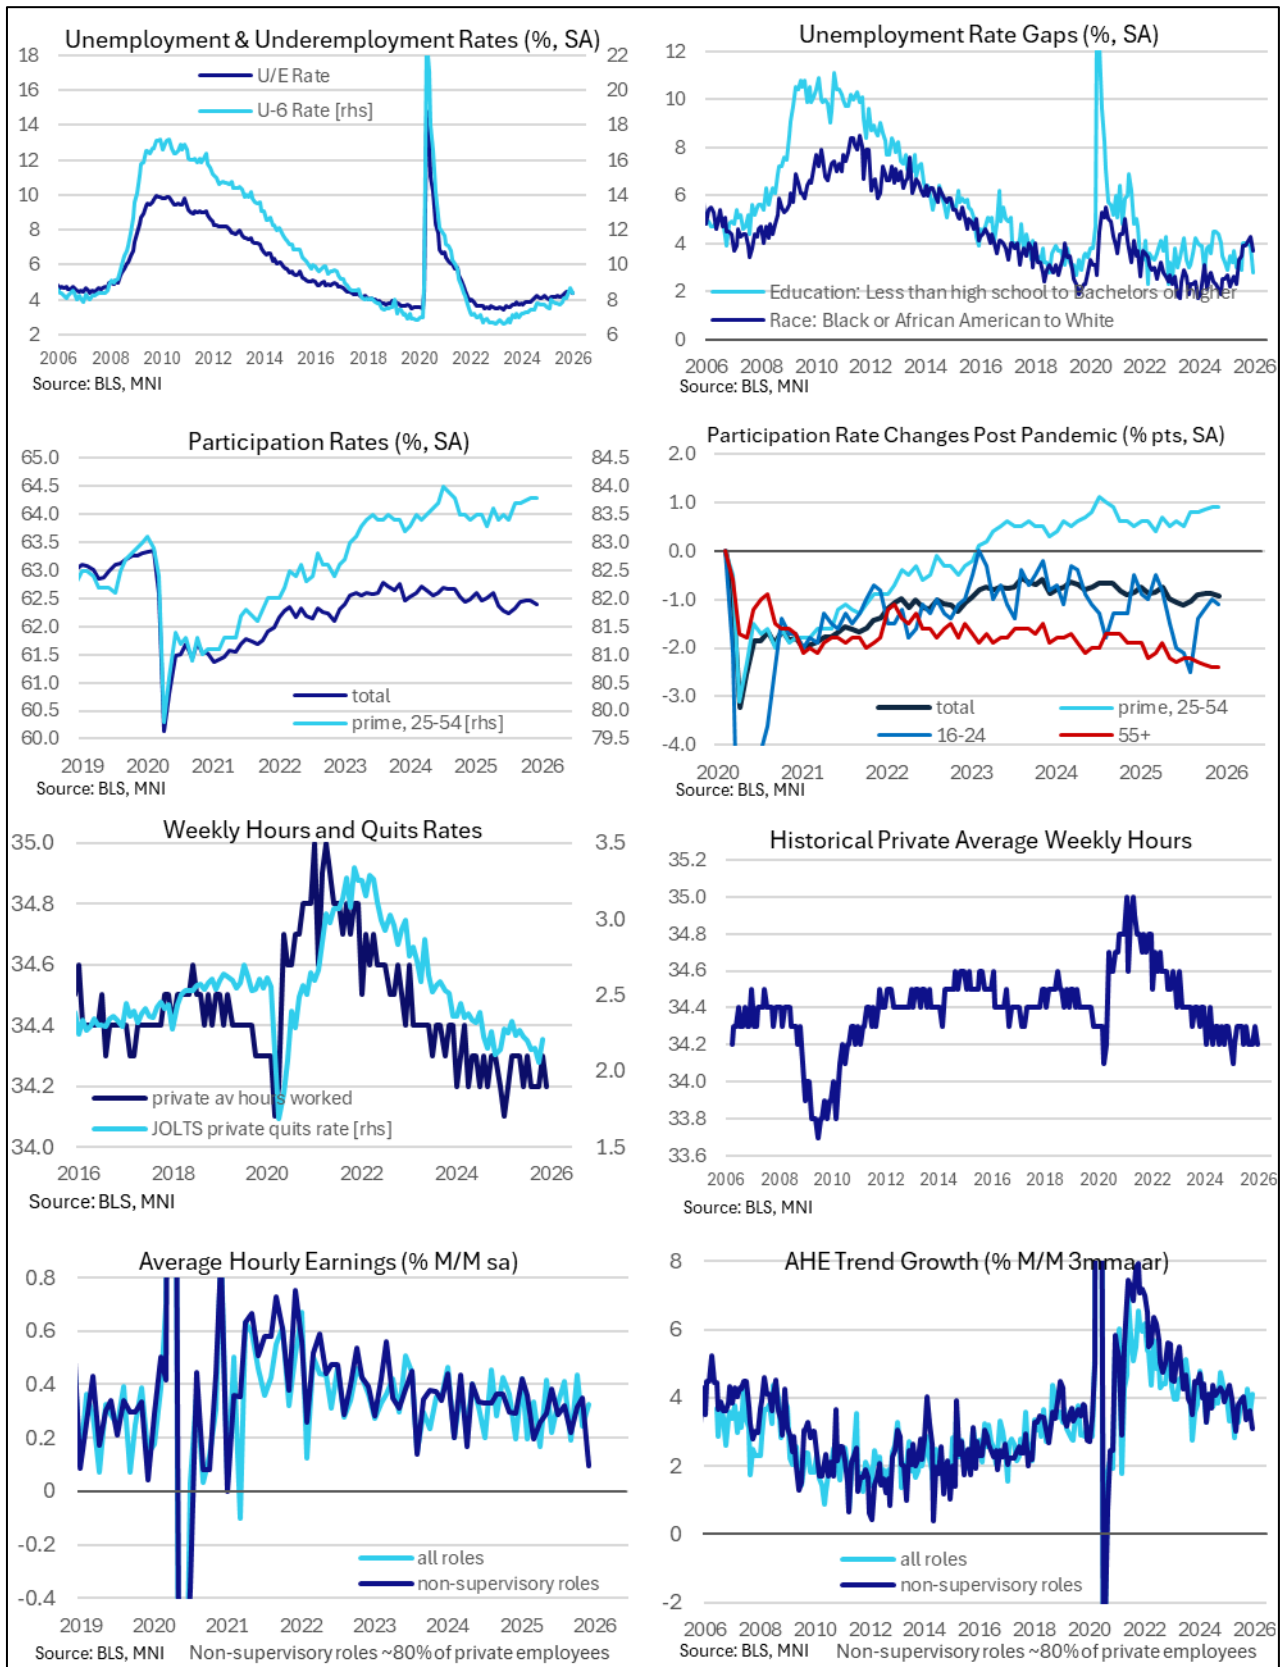 Unemployment & Underemployment Rates (%, SA)
18
16
14
12
10
8
6
4
2
22
20
18
16
14
12
10
8
6
U/E Rate
U-6 Rate [rhs]
2006 2008 2010 2012 2014 2016 2018 2020 2022 2024 2026
Source: BLS, MNI
Unemployment Rate Gaps (%, SA)
12
10
8
6
4
2
0
Education: Less than high school to Bachelors or higher
Race: Black or African American to White
2006 2008 2010 2012 2014 2016 2018 2020 2022 2024 2026
Source: BLS, MNI
Participation Rates (%, SA)
65.0
64.5
64.0
63.5
63.0
62.5
62.0
61.5
61.0
60.5
60.0
84.5
84.0
83.5
83.0
82.5
82.0
81.5
81.0
80.5
80.0
79.5
total
prime, 25-54 [rhs]
2019 2020 2021 2022 2023 2024 2025 2026
Source: BLS, MNI
Participation Rate Changes Post Pandemic (% pts, SA)
2.0
1.0
0.0
-1.0
-2.0
-3.0
-4.0
total
prime, 25-54
16-24
55+
2020 2021 2022 2023 2024 2025 2026
Source: BLS, MNI
Weekly Hours and Quits Rates
35.0
34.8
34.6
34.4
34.2
34.0
3.5
3.0
2.5
2.0
1.5
private av hours worked
JOLTS private quits rate [rhs]
2016 2018 2020 2022 2024 2026
Source: BLS, MNI
Historical Private Average Weekly Hours
35.2
35.0
34.8
34.6
34.4
34.2
34.0
33.8
33.6
2006 2008 2010 2012 2014 2016 2018 2020 2022 2024 2026
Source: BLS, MNI
Average Hourly Earnings (% M/M sa)
0.8
0.6
0.4
0.2
0
-0.2
-0.4
all roles
non-supervisory roles
2019 2020 2021 2022 2023 2024 2025 2026
Source: BLS, MNI Non-supervisory roles ~80% of private employees
AHE Trend Growth (% M/M 3mma ar)
8
6
4
2
0
-2
all roles
non-supervisory roles
2006 2008 2010 2012 2014 2016 2018 2020 2022 2024 2026
Source: BLS, MNI Non-supervisory roles ~80% of private employees